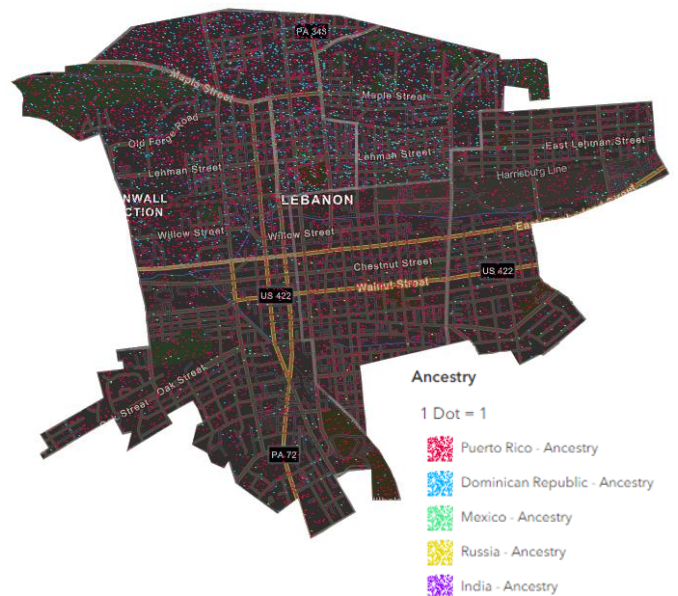 PA 343
Maple Street
Maple Street
Old Forge Road
Lehman Street
Lehman Street
East Lehman Street
Harrisburg Line
NWALL
CTION
LEBANON
Willow Street
Willow Street
Chestnut Street
US 422
US 422
Walnut Street
Oak Street
Street
PA 72
Ancestry
1 Dot = 1
Puerto Rico - Ancestry
Dominican Republic - Ancestry
Mexico - Ancestry
Russia - Ancestry
India - Ancestry